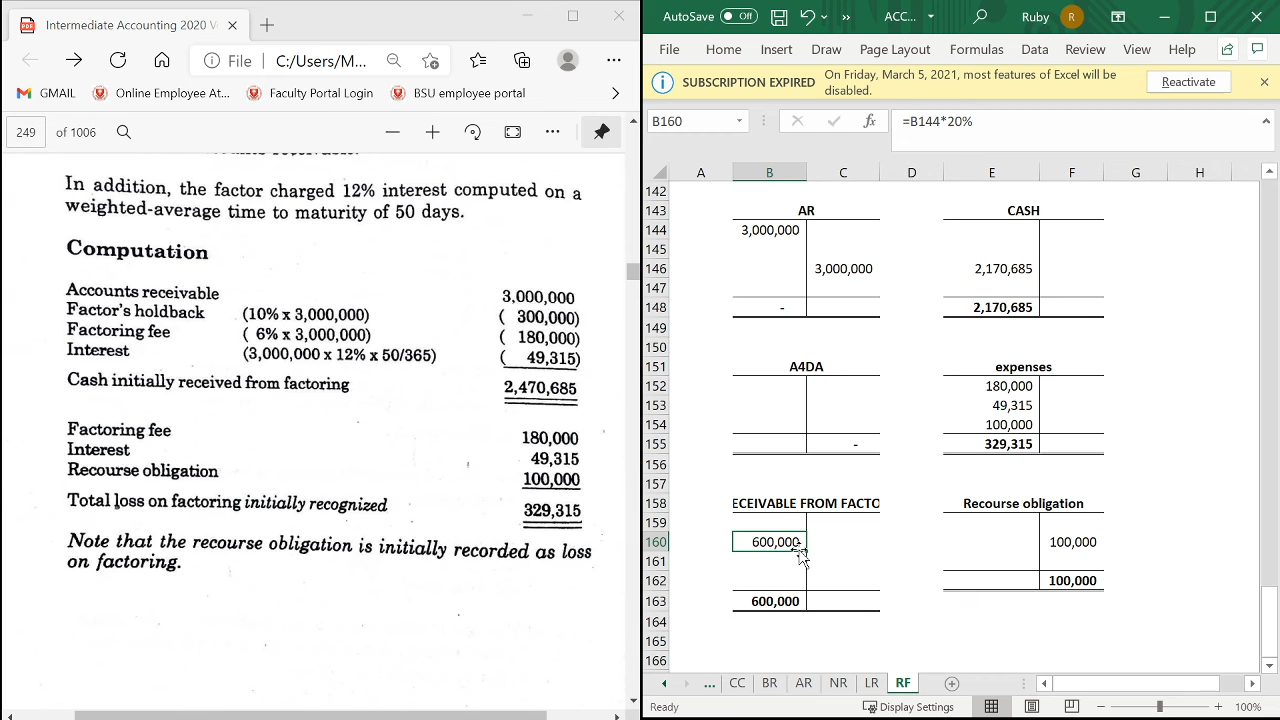 Intermediate Accounting 2020 V
File
C:/Users/M...
GMAIL
Online Employee At...
Faculty Portal Login
BSU employee portal
249
of 1006
In addition, the factor charged 12% interest computed on a
weighted-average time to maturity of 50 days.
Computation
Accounts receivable 3,000,000
Factor's holdback (10% x 3,000,000) ( 300,000)
Factoring fee ( 6% x 3,000,000) ( 180,000)
Interest (3,000,000 x 12% x 50/365) ( 49,315)
Cash initially received from factoring 2,470,685
Factoring fee 180,000
Interest 49,315
Recourse obligation 100,000
Total loss on factoring initially recognized 329,315
Note that the recourse obligation is initially recorded as loss
on factoring.
AutoSave Off ACC... Ruby R
File Home Insert Draw Page Layout Formulas Data Review View Help
SUBSCRIPTION EXPIRED On Friday, March 5, 2021, most features of Excel will be
disabled.
Reactivate
B160 fx =B144*20%
A B C D E F G H
142
143 AR CASH
144 3,000,000
145
146 3,000,000 2,170,685
147
148 - 2,170,685
149
150
151 A4DA expenses
152 180,000
153 49,315
154 100,000
155 - 329,315
156
157
158 ECEIVABLE FROM FACTO Recourse obligation
159
160 600,000 100,000
161
162 100,000
163 600,000
164
165
166
... CC BR AR NR LR RF
Ready Display Settings 100%